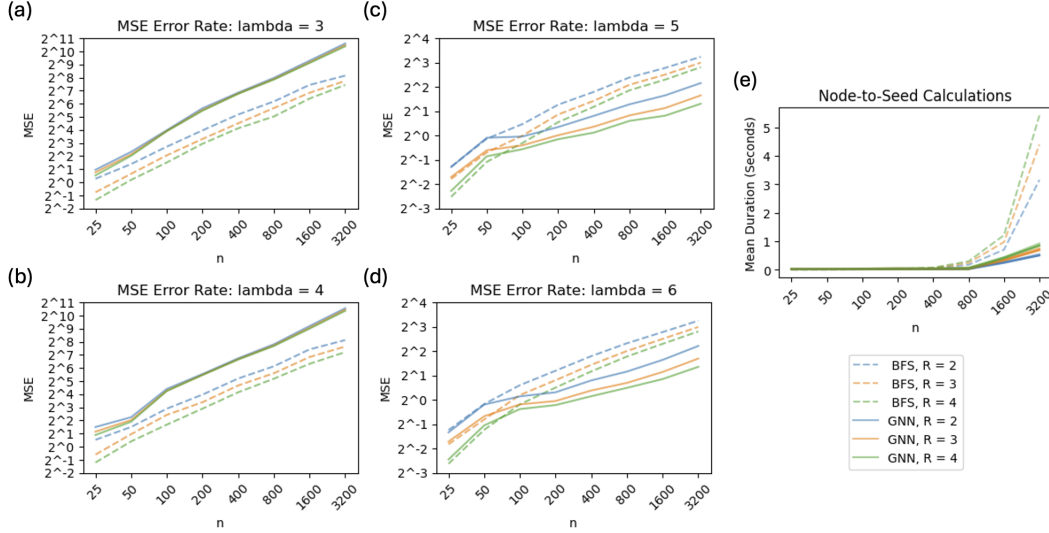 (a)
MSE Error Rate: lambda = 3
MSE
2^11
2^10
2^9
2^8
2^7
2^6
2^5
2^4
2^3
2^2
2^1
2^0
2^-1
2^-2
25 50 100 200 400 800 1600 3200
n
(b)
MSE Error Rate: lambda = 4
MSE
2^11
2^10
2^9
2^8
2^7
2^6
2^5
2^4
2^3
2^2
2^1
2^0
2^-1
2^-2
25 50 100 200 400 800 1600 3200
n
(c)
MSE Error Rate: lambda = 5
MSE
2^4
2^3
2^2
2^1
2^0
2^-1
2^-2
2^-3
25 50 100 200 400 800 1600 3200
n
(d)
MSE Error Rate: lambda = 6
MSE
2^4
2^3
2^2
2^1
2^0
2^-1
2^-2
2^-3
25 50 100 200 400 800 1600 3200
n
(e)
Node-to-Seed Calculations
Mean Duration (Seconds)
5
4
3
2
1
0
25 50 100 200 400 800 1600 3200
n
BFS, R = 2
BFS, R = 3
BFS, R = 4
GNN, R = 2
GNN, R = 3
GNN, R = 4